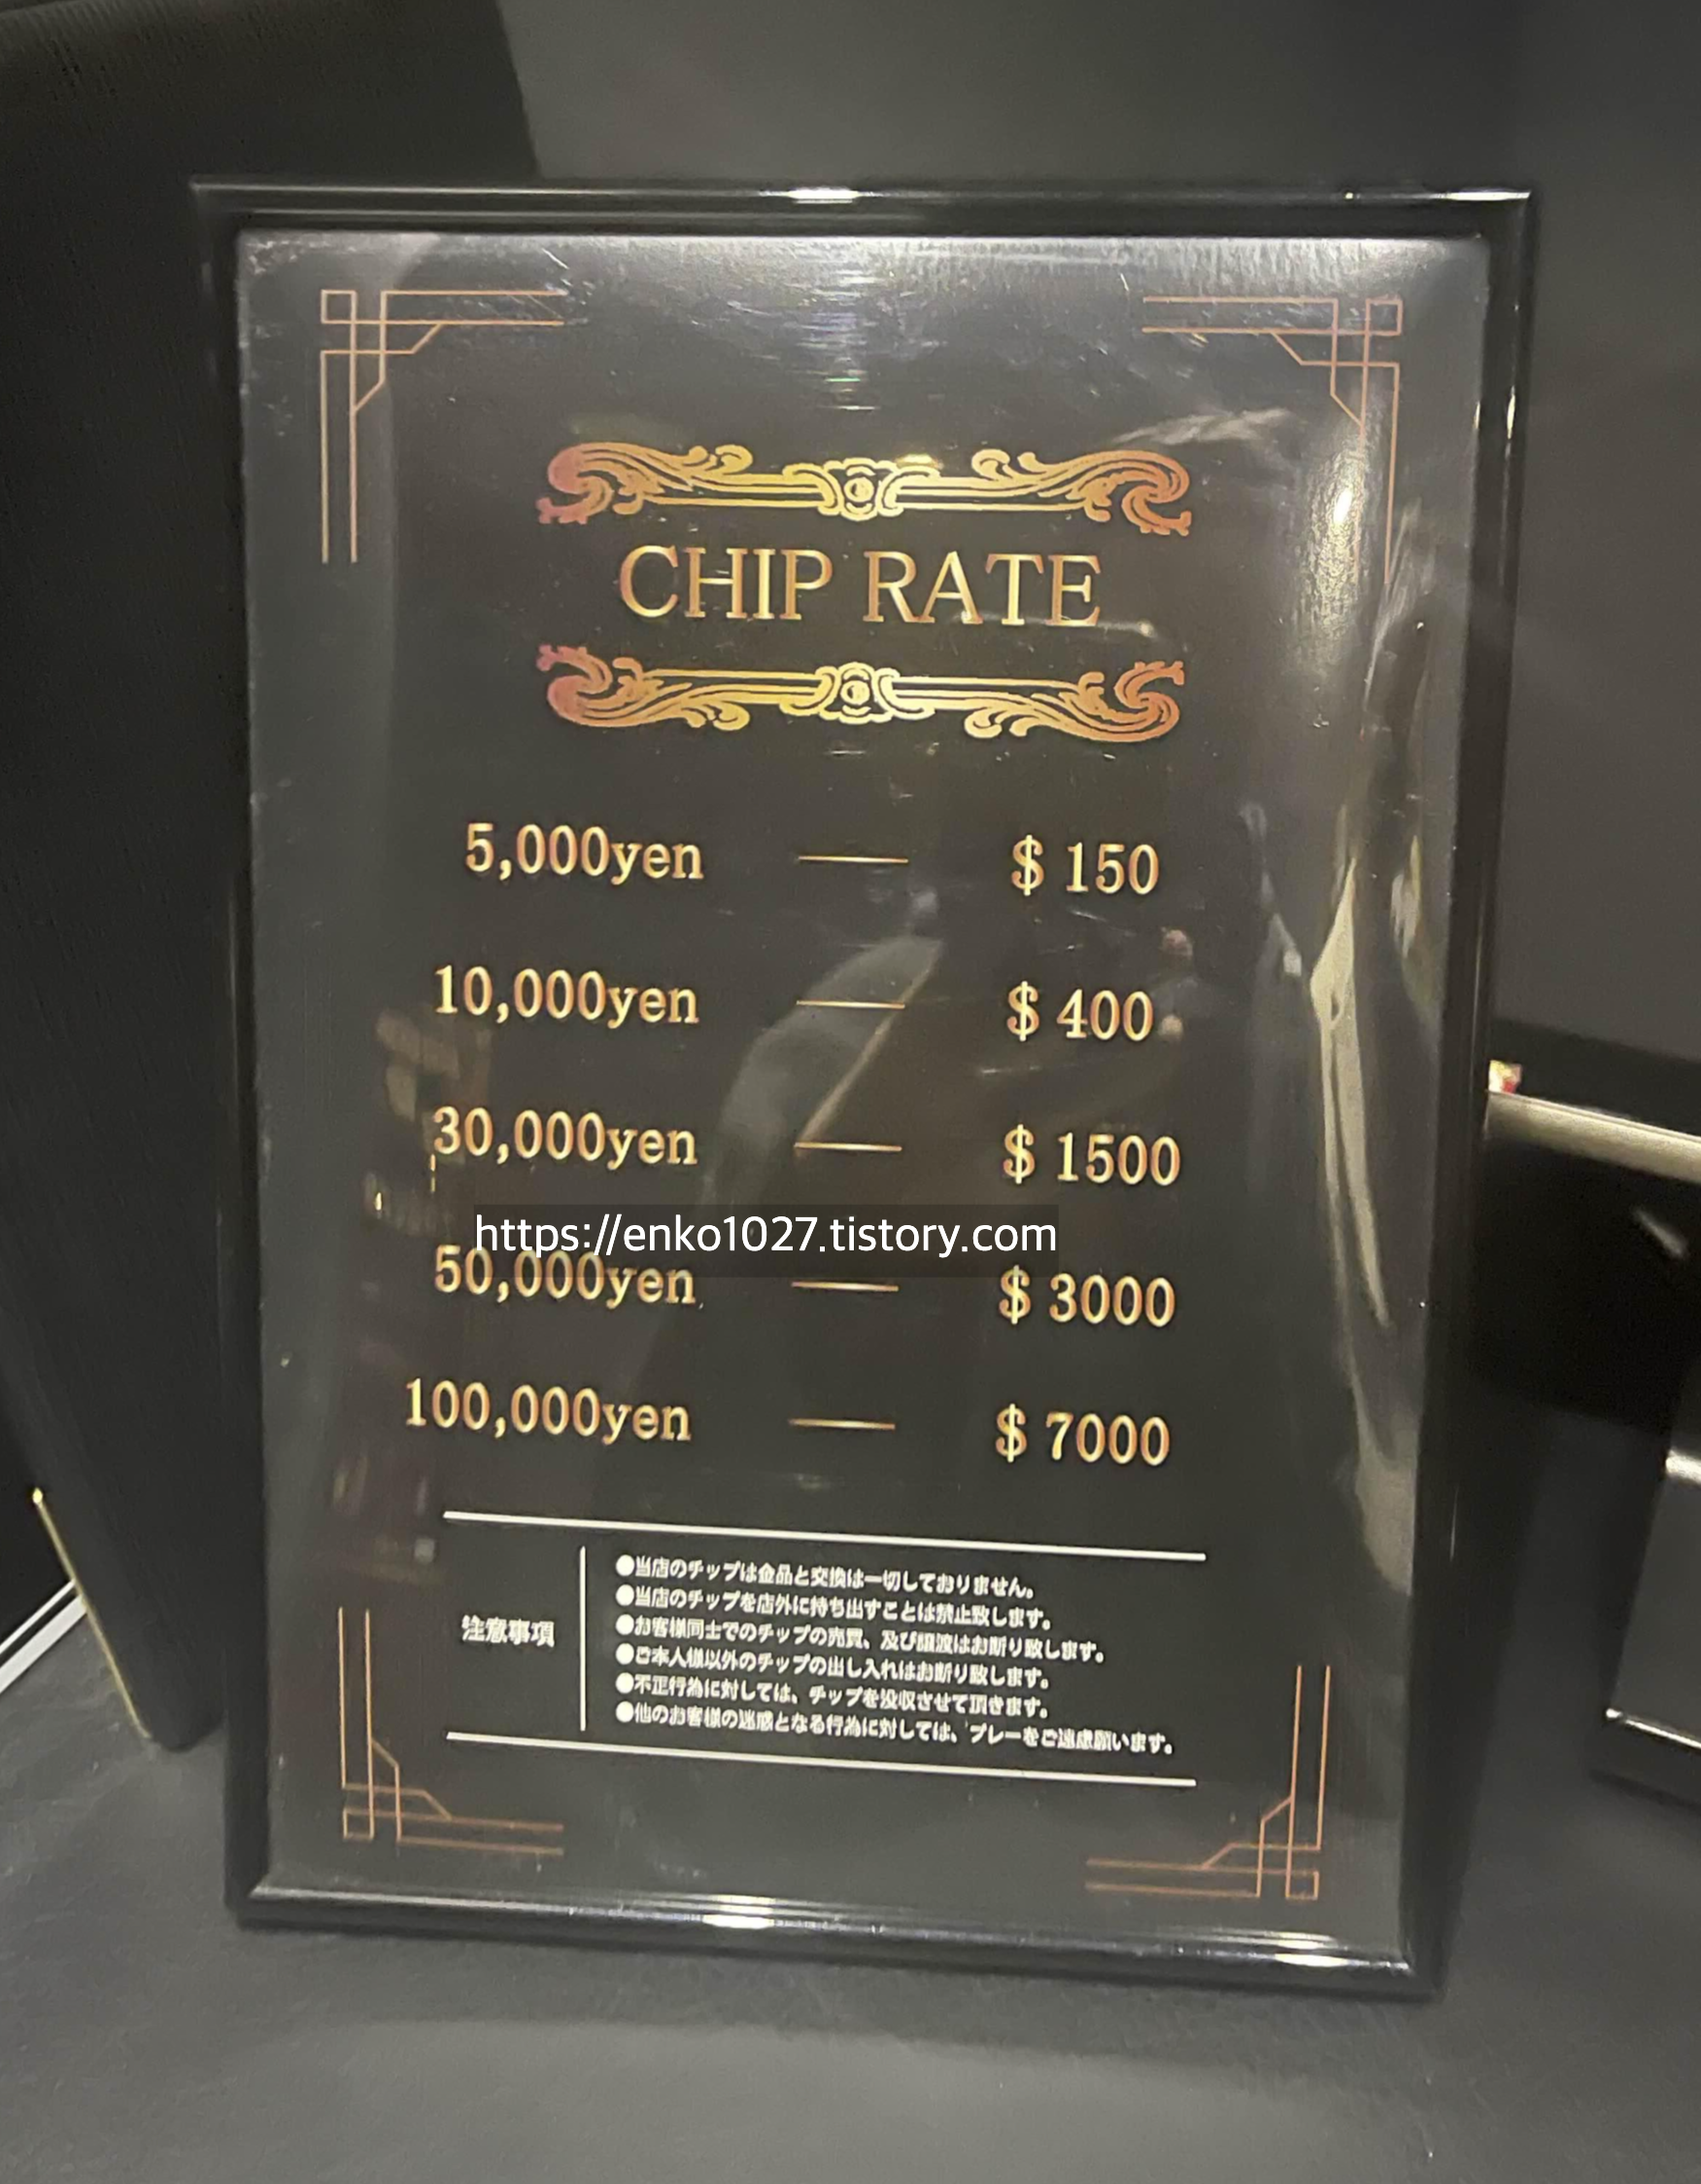 CHIP RATE
5,000yen — $ 150
10,000yen — $ 400
30,000yen — $ 1500
https://enko1027.tistory.com
50,000yen — $ 3000
100,000yen — $ 7000
注意事項
●当店のチップは金品と交換は一切しておりません。
●当店のチップを店外に持ち出すことは禁止致します。
●お客様同士でのチップの売買、及び譲渡はお断り致します。
●ご本人様以外のチップの出し入れはお断り致します。
●不正行為に対しては、チップを没収させて頂きます。
●他のお客様の迷惑となる行為に対しては、プレーをご遠慮願います。